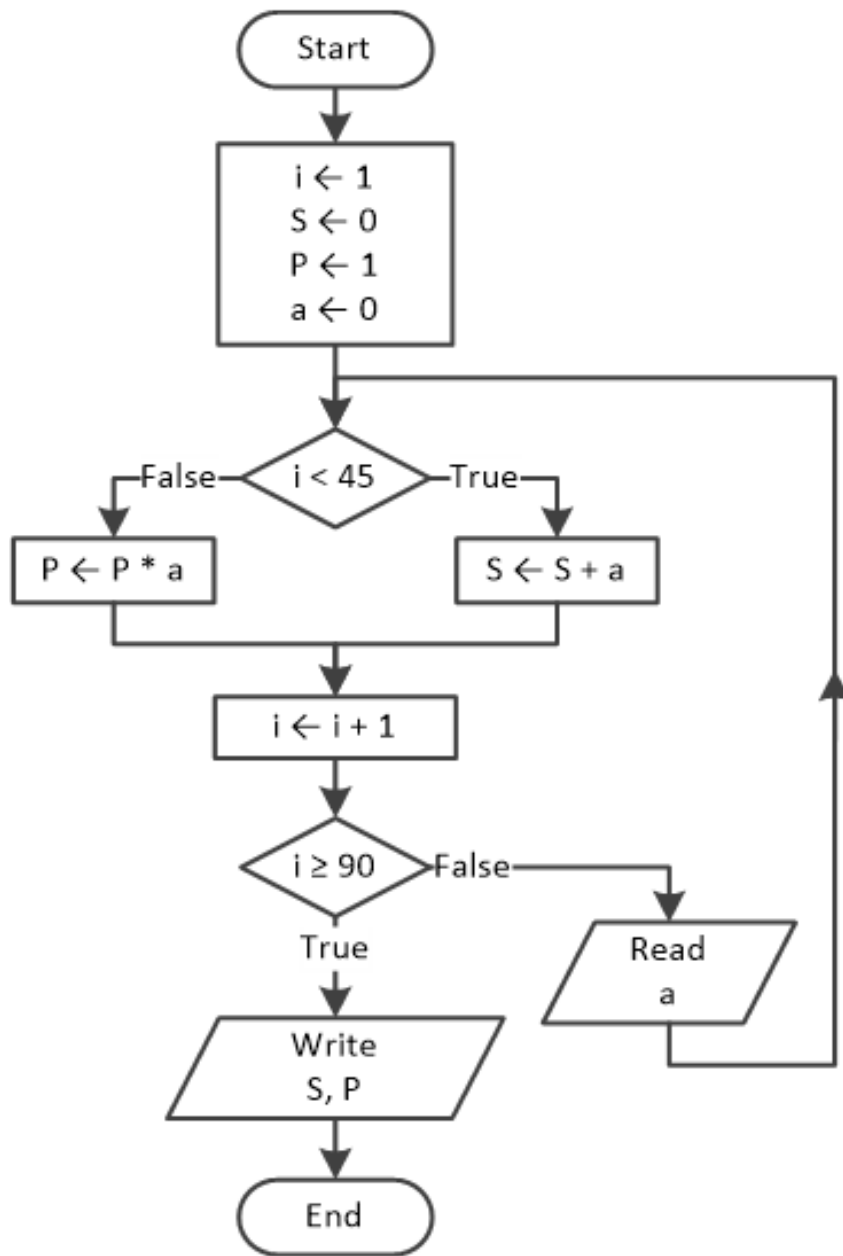 Start
i ← 1
S ← 0
P ← 1
a ← 0
i < 45
False
True
P ← P * a
S ← S + a
i ← i + 1
i ≥ 90
False
True
Read
a
Write
S, P
End